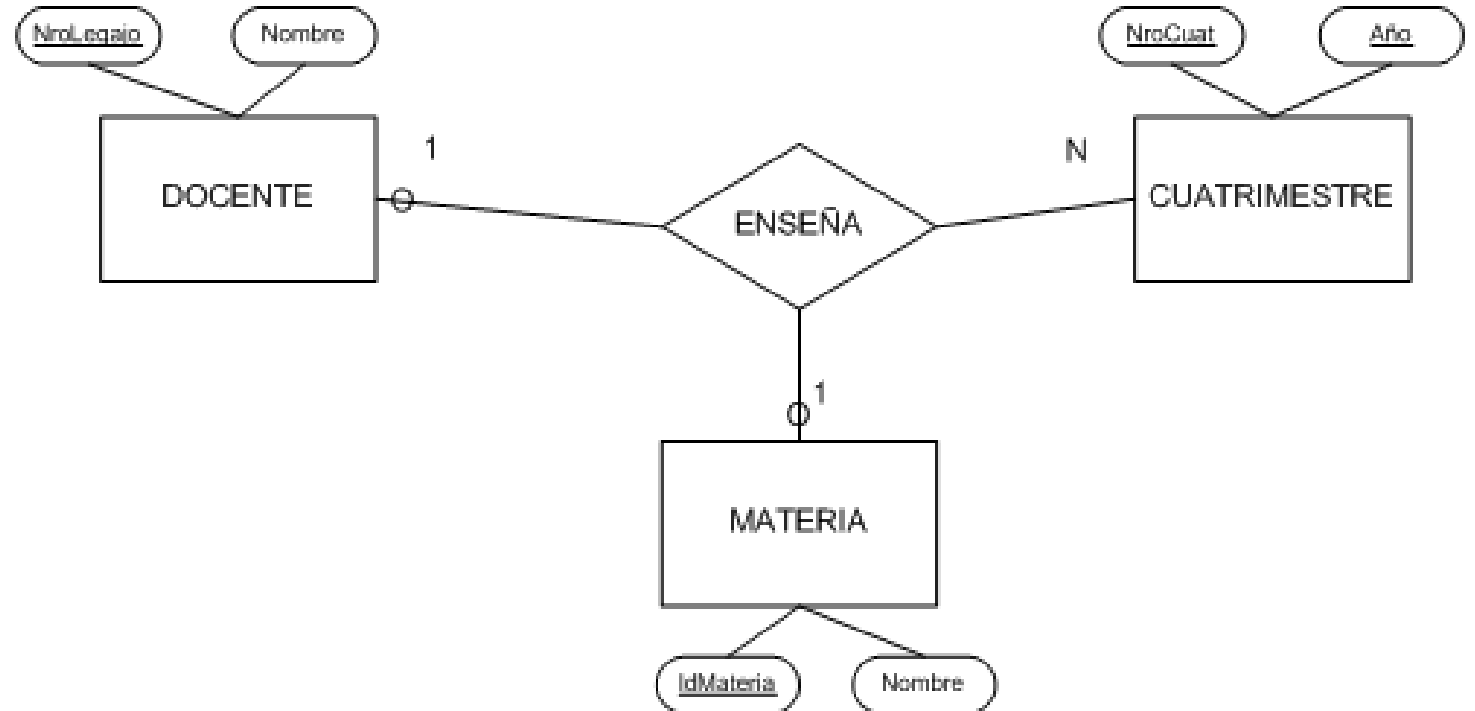 NroLegajo
Nombre
NroCuat
Año
1
N
DOCENTE
ENSEÑA
CUATRIMESTRE
1
MATERIA
IdMateria
Nombre